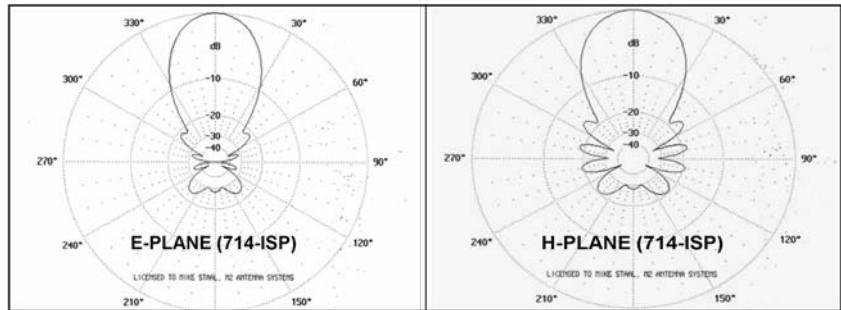 330° 30°
dB
300° -10 60°
-20
-30
-40
270° 90°
240° E-PLANE (714-ISP) 120°
LICENSED TO MIKE STAAL, M2 ANTENNA SYSTEMS
210° 150°
330° 30°
dB
300° -10 60°
-20
-30
-40
270° 90°
240° H-PLANE (714-ISP) 120°
LICENSED TO MIKE STAAL, M2 ANTENNA SYSTEMS
210° 150°